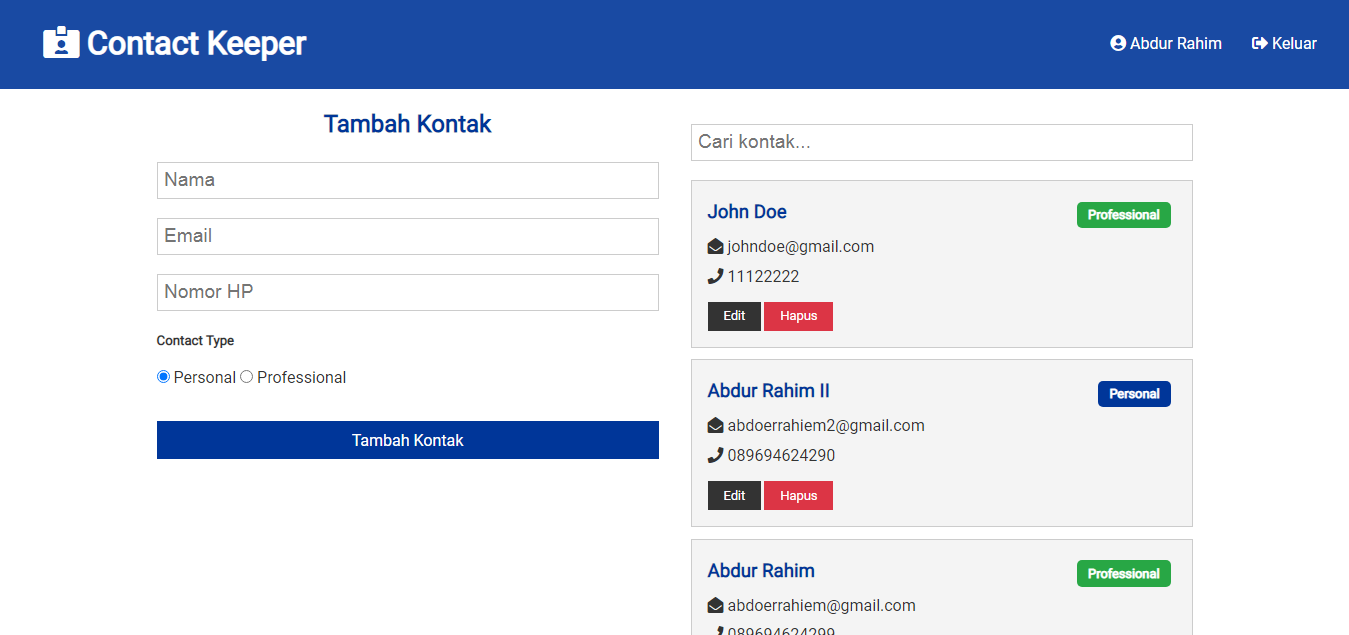 Contact Keeper
Abdur Rahim
Keluar
Tambah Kontak
Nama
Email
Nomor HP
Contact Type
Personal
Professional
Tambah Kontak
Cari kontak...
John Doe
Professional
johndoe@gmail.com
11122222
Edit
Hapus
Abdur Rahim II
Personal
abdoerrahiem2@gmail.com
089694624290
Edit
Hapus
Abdur Rahim
Professional
abdoerrahiem@gmail.com
089694624299